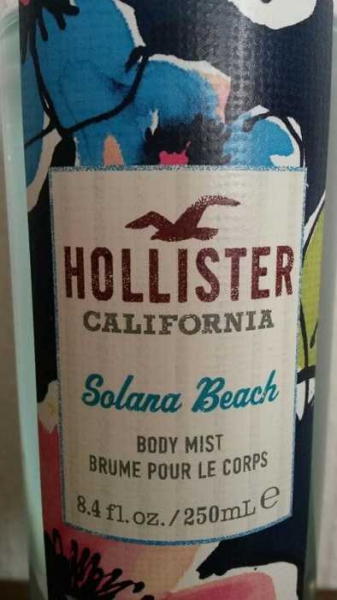 HOLLISTER
CALIFORNIA
Solana Beach
BODY MIST
BRUME POUR LE CORPS
8.4 fl.oz./250mL ℮